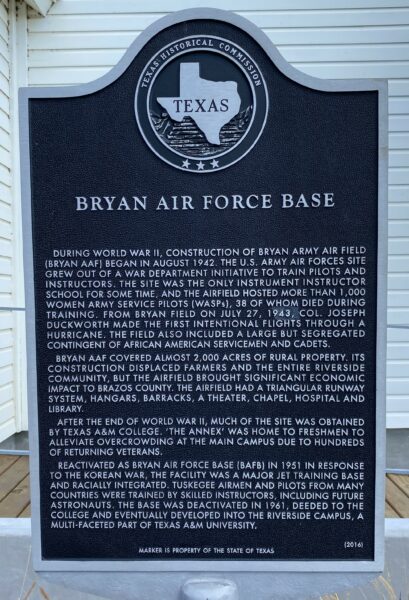 TEXAS HISTORICAL COMMISSION
TEXAS
BRYAN AIR FORCE BASE
DURING WORLD WAR II, CONSTRUCTION OF BRYAN ARMY AIR FIELD
(BRYAN AAF) BEGAN IN AUGUST 1942. THE U.S. ARMY AIR FORCES SITE
GREW OUT OF A WAR DEPARTMENT INITIATIVE TO TRAIN PILOTS AND
INSTRUCTORS. THE SITE WAS THE ONLY INSTRUMENT INSTRUCTOR
SCHOOL FOR SOME TIME, AND THE AIRFIELD HOSTED MORE THAN 1,000
WOMEN ARMY SERVICE PILOTS (WASPs), 38 OF WHOM DIED DURING
TRAINING. FROM BRYAN FIELD ON JULY 27, 1943, COL. JOSEPH
DUCKWORTH MADE THE FIRST INTENTIONAL FLIGHTS THROUGH A
HURRICANE. THE FIELD ALSO INCLUDED A LARGE BUT SEGREGATED
CONTINGENT OF AFRICAN AMERICAN SERVICEMEN AND CADETS.
BRYAN AAF COVERED ALMOST 2,000 ACRES OF RURAL PROPERTY. ITS
CONSTRUCTION DISPLACED FARMERS AND THE ENTIRE RIVERSIDE
COMMUNITY, BUT THE AIRFIELD BROUGHT SIGNIFICANT ECONOMIC
IMPACT TO BRAZOS COUNTY. THE AIRFIELD HAD A TRIANGULAR RUNWAY
SYSTEM, HANGARS, BARRACKS, A THEATER, CHAPEL, HOSPITAL AND
LIBRARY.
AFTER THE END OF WORLD WAR II, MUCH OF THE SITE WAS OBTAINED
BY TEXAS A&M COLLEGE. 'THE ANNEX' WAS HOME TO FRESHMEN TO
ALLEVIATE OVERCROWDING AT THE MAIN CAMPUS DUE TO HUNDREDS
OF RETURNING VETERANS.
REACTIVATED AS BRYAN AIR FORCE BASE (BAFB) IN 1951 IN RESPONSE
TO THE KOREAN WAR, THE FACILITY WAS A MAJOR JET TRAINING BASE
AND RACIALLY INTEGRATED. TUSKEGEE AIRMEN AND PILOTS FROM MANY
COUNTRIES WERE TRAINED BY SKILLED INSTRUCTORS, INCLUDING FUTURE
ASTRONAUTS. THE BASE WAS DEACTIVATED IN 1961, DEEDED TO THE
COLLEGE AND EVENTUALLY DEVELOPED INTO THE RIVERSIDE CAMPUS, A
MULTI-FACETED PART OF TEXAS A&M UNIVERSITY.
(2016)
MARKER IS PROPERTY OF THE STATE OF TEXAS